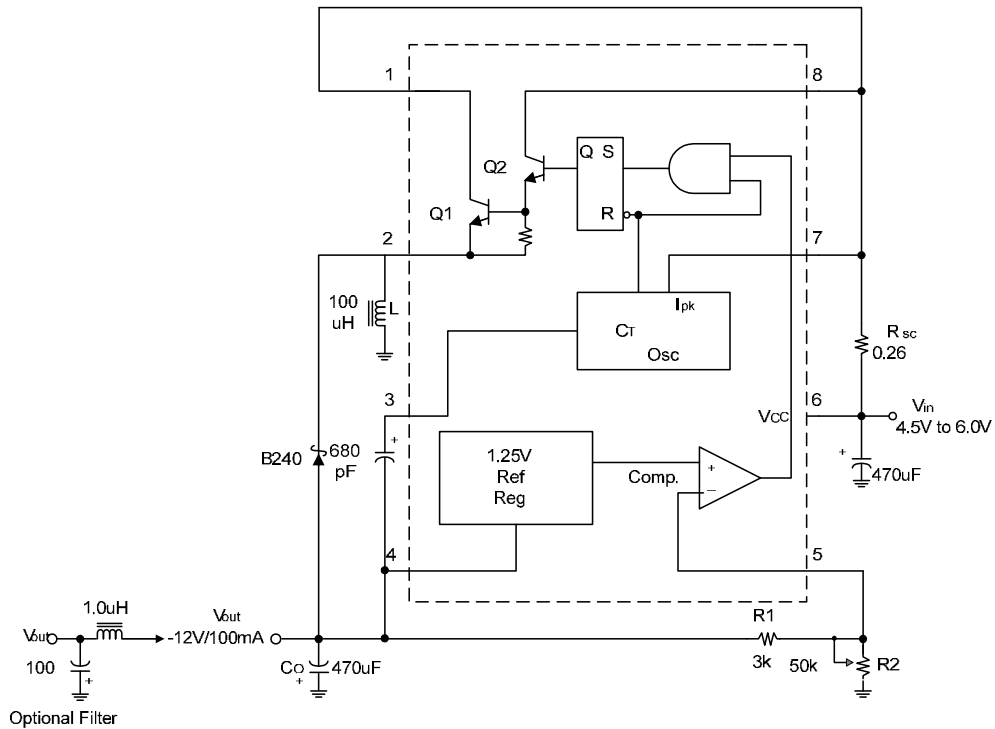 1
8
Q2
Q S
Q1
R
2
7
100
uH
L
Ipk
CT
Osc
Rsc
0.26
3
6
VCC
Vin
4.5V to 6.0V
B240
680
pF
+
1.25V
Ref
Reg
Comp.
+
−
+
470uF
4
5
1.0uH
Vout
R1
Vout
-12V/100mA
100
+
CO
+
470uF
3k
50k
R2
Optional Filter